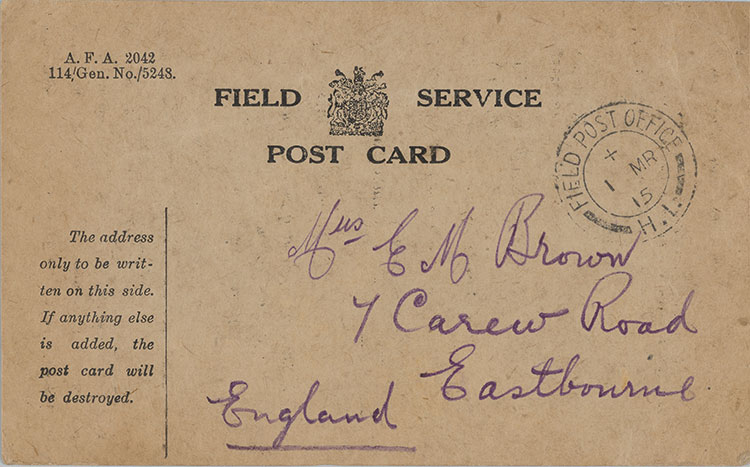 A. F. A. 2042
114/Gen. No./5248.
FIELD SERVICE
POST CARD
FIELD POST OFFICE
X
1 MR
15
H.1.
The address
only to be writ-
ten on this side.
If anything else
is added, the
post card will
be destroyed.
Mrs E M Brown
7 Carew Road
Eastbourne
England